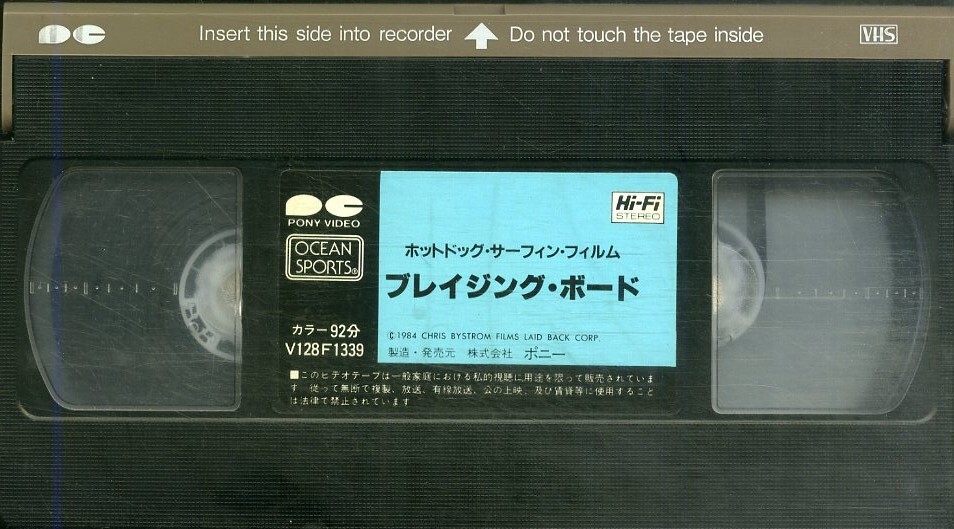 PC Insert this side into recorder Do not touch the tape inside VHS
PC
PONY VIDEO
OCEAN
SPORTS®
カラー92分
V128F1339
Hi-Fi
STEREO
ホットドッグ・サーフィン・フィルム
ブレイジング・ボード
©1984 CHRIS BYSTROM FILMS LAID BACK CORP.
製造・発売元 株式会社 ポニー
■このビデオテープは一般家庭における私的視聴に用途を限って販売されていま
す 従って無断で複製、放送、有線放送、公の上映、及び賃貸等に使用すること
は法律で禁止されています